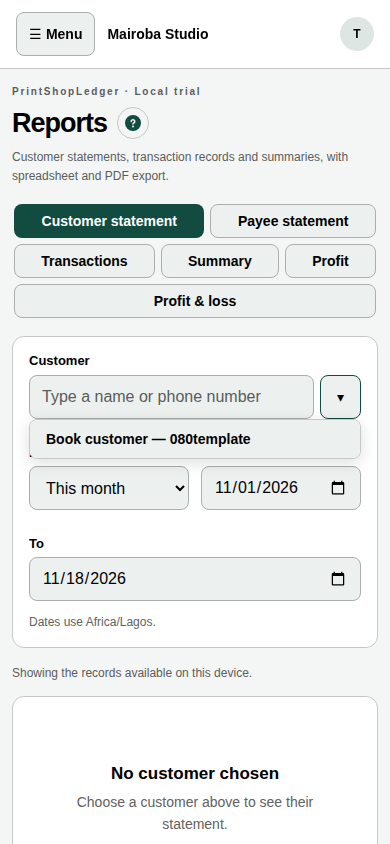 ☰ Menu
Mairoba Studio
T
PrintShopLedger · Local trial
Reports
?
Customer statements, transaction records and summaries, with
spreadsheet and PDF export.
Customer statement
Payee statement
Transactions
Summary
Profit
Profit & loss
Customer
Type a name or phone number
▾
Book customer — 080template
This month
11/01/2026
To
11/18/2026
Dates use Africa/Lagos.
Showing the records available on this device.
No customer chosen
Choose a customer above to see their
statement.